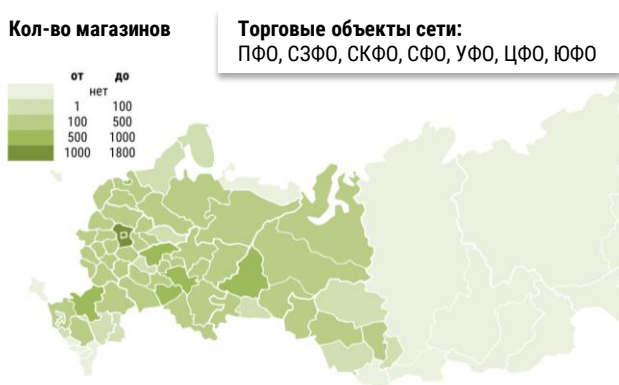 Кол-во магазинов
Торговые объекты сети:
ПФО, СЗФО, СКФО, СФО, УФО, ЦФО, ЮФО
от до
нет
1 100
100 500
500 1000
1000 1800